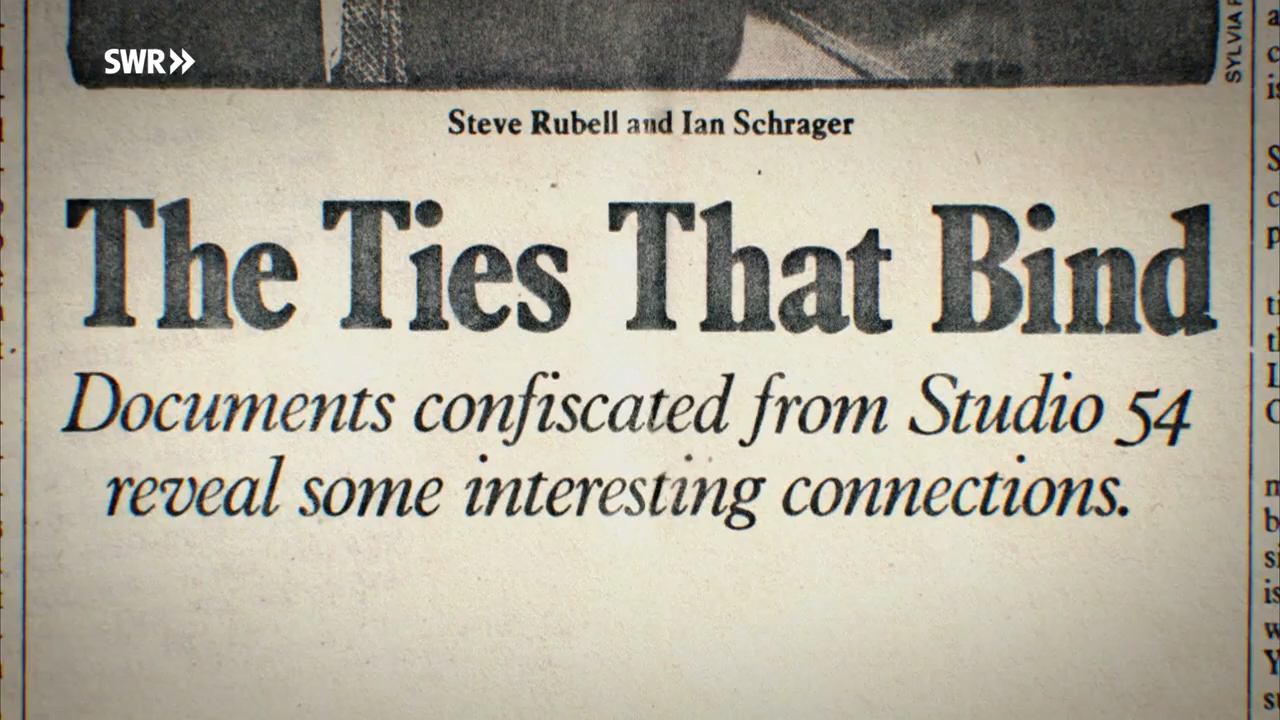 SWR»
SYLVIA
Steve Rubell and Ian Schrager
The Ties That Bind
Documents confiscated from Studio 54
reveal some interesting connections.